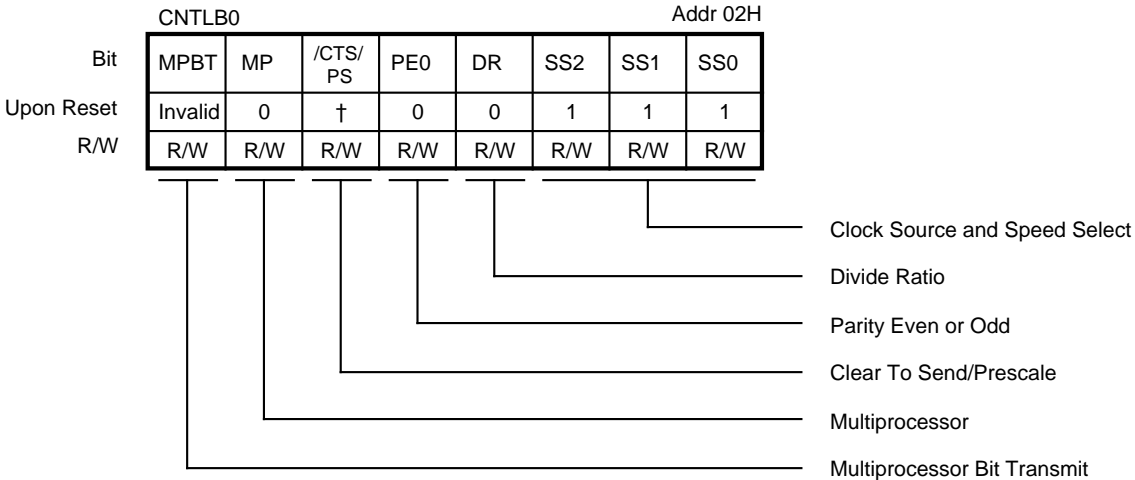 CNTLB0 Addr 02H
Bit MPBT MP /CTS/ PS PE0 DR SS2 SS1 SS0
Upon Reset Invalid 0 † 0 0 1 1 1
R/W R/W R/W R/W R/W R/W R/W R/W R/W
Clock Source and Speed Select
Divide Ratio
Parity Even or Odd
Clear To Send/Prescale
Multiprocessor
Multiprocessor Bit Transmit